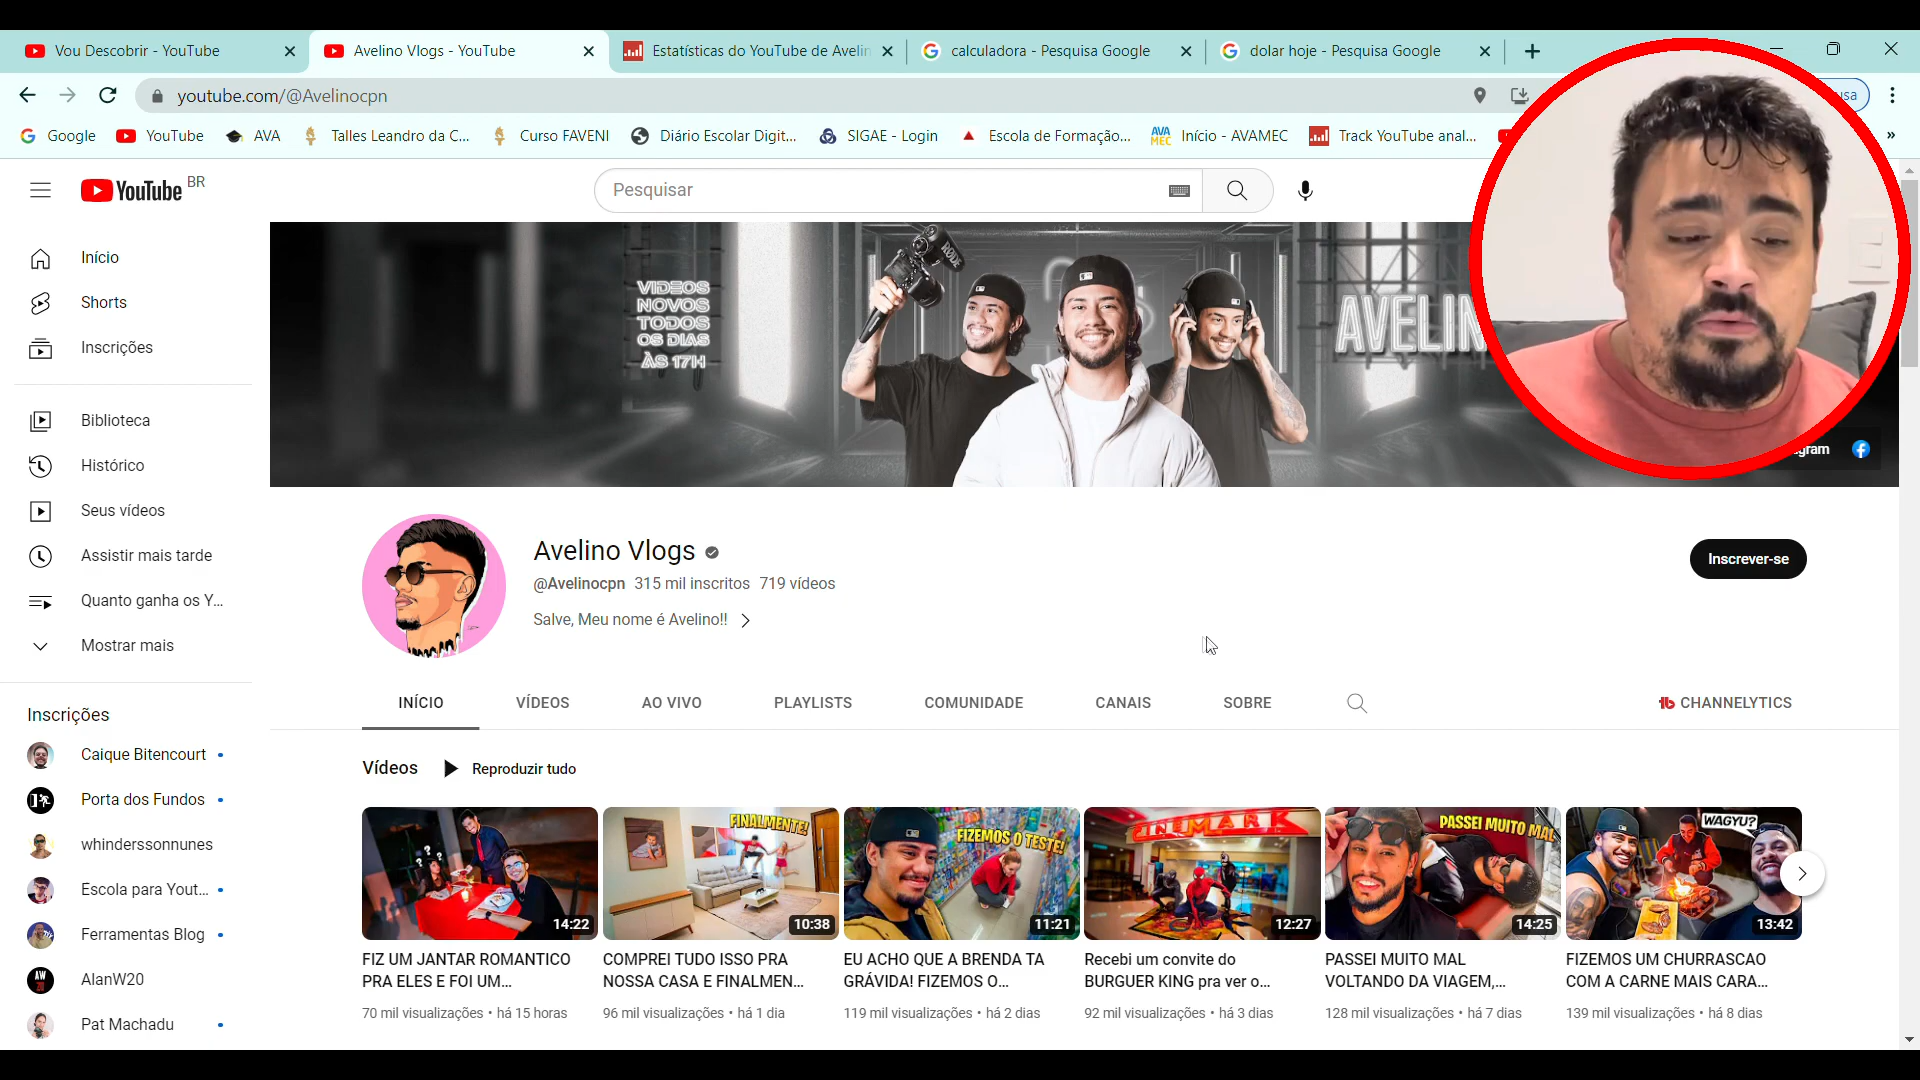 Vou Descobrir - YouTube
Avelino Vlogs - YouTube
Estatísticas do YouTube de Avelin
calculadora - Pesquisa Google
dolar hoje - Pesquisa Google
youtube.com/@Avelinocpn
usa
Google
YouTube
AVA
Talles Leandro da C...
Curso FAVENI
Diário Escolar Digit...
SIGAE - Login
Escola de Formação...
AVA MEC
Início - AVAMEC
Track YouTube anal...
YouTube BR
Pesquisar
Início
Shorts
Inscrições
Biblioteca
Histórico
Seus vídeos
Assistir mais tarde
Quanto ganha os Y...
Mostrar mais
Inscrições
Caique Bitencourt
Porta dos Fundos
whinderssonnunes
Escola para Yout...
Ferramentas Blog
AlanW20
Pat Machadu
VIDEOS
NOVOS
TODOS
OS DIAS
ÀS 17H
RØDE
AVELIN
gram
Avelino Vlogs
@Avelinocpn 315 mil inscritos 719 vídeos
Salve, Meu nome é Avelino!!
Inscrever-se
INÍCIO
VÍDEOS
AO VIVO
PLAYLISTS
COMUNIDADE
CANAIS
SOBRE
CHANNELYTICS
Vídeos
Reproduzir tudo
? ? ?
14:22
FINALMENTE!
10:38
FIZEMOS O TESTE!
11:21
CINEMARK
12:27
PASSEI MUITO MAL
14:25
WAGYU?
13:42
FIZ UM JANTAR ROMANTICO
PRA ELES E FOI UM...
70 mil visualizações • há 15 horas
COMPREI TUDO ISSO PRA
NOSSA CASA E FINALMEN...
96 mil visualizações • há 1 dia
EU ACHO QUE A BRENDA TA
GRÁVIDA! FIZEMOS O...
119 mil visualizações • há 2 dias
Recebi um convite do
BURGUER KING pra ver o...
92 mil visualizações • há 3 dias
PASSEI MUITO MAL
VOLTANDO DA VIAGEM,...
128 mil visualizações • há 7 dias
FIZEMOS UM CHURRASCAO
COM A CARNE MAIS CARA...
139 mil visualizações • há 8 dias